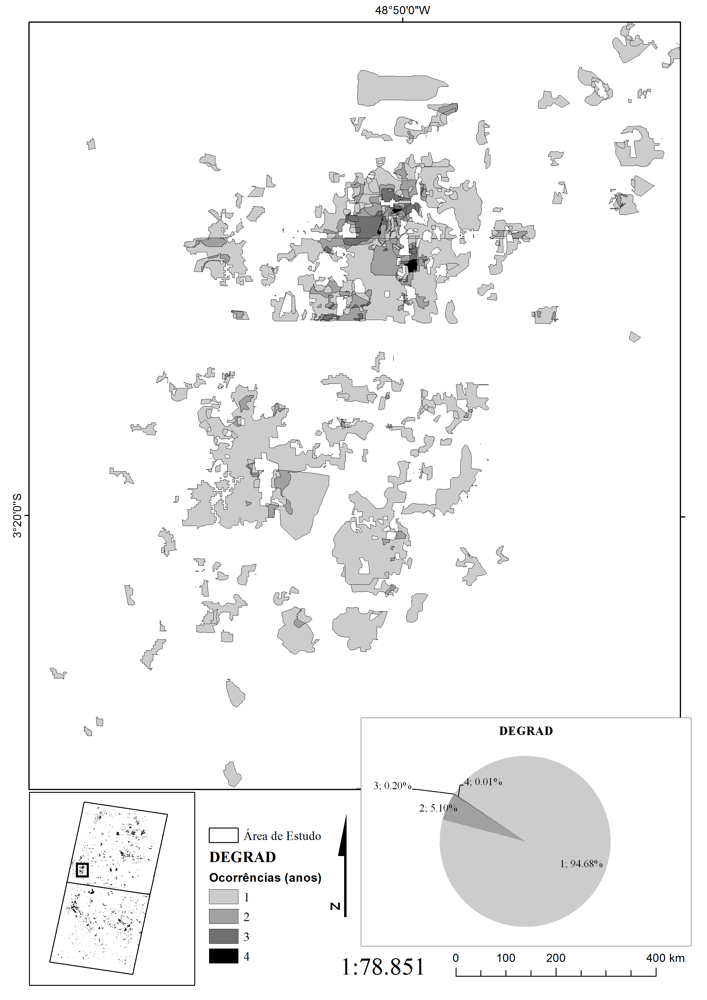 48°50'0"W
3°20'0"S
DEGRAD
3; 0.20%
4; 0.01%
2; 5.10%
1; 94.68%
Área de Estudo
DEGRAD
Ocorrências (anos)
1
2
3
4
N
1:78.851
0 100 200 400 km